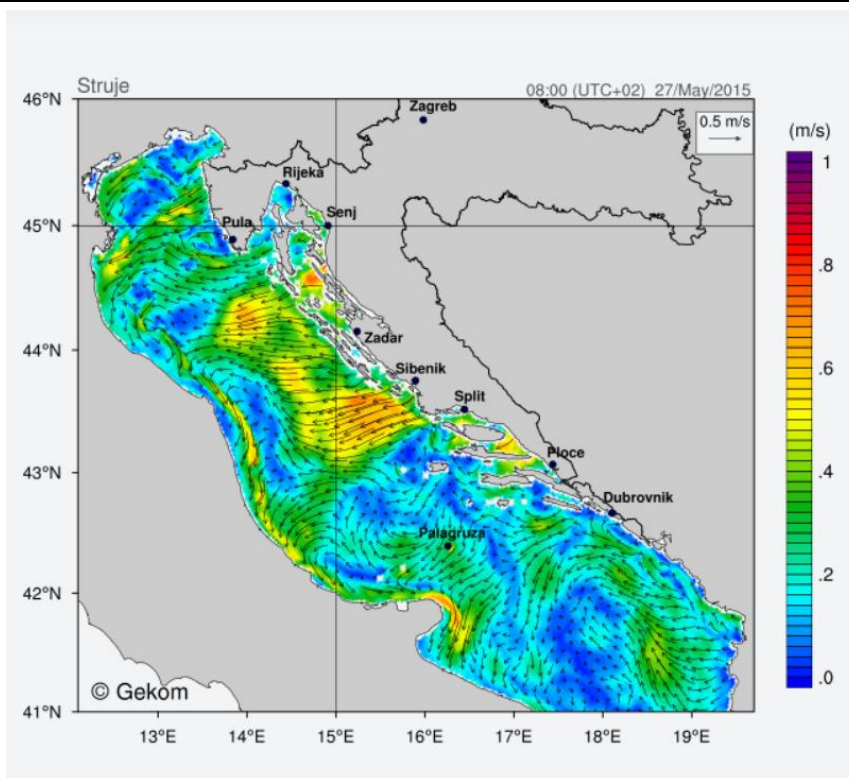 Struje
08:00 (UTC+02) 27/May/2015
46°N
Zagreb
0.5 m/s
(m/s)
1
Rijeka
Senj
45°N
Pula
.8
44°N
Zadar
Sibenik
.6
Split
43°N
Ploce
.4
Dubrovnik
Palagruza
42°N
.2
© Gekom
.0
41°N
13°E 14°E 15°E 16°E 17°E 18°E 19°E